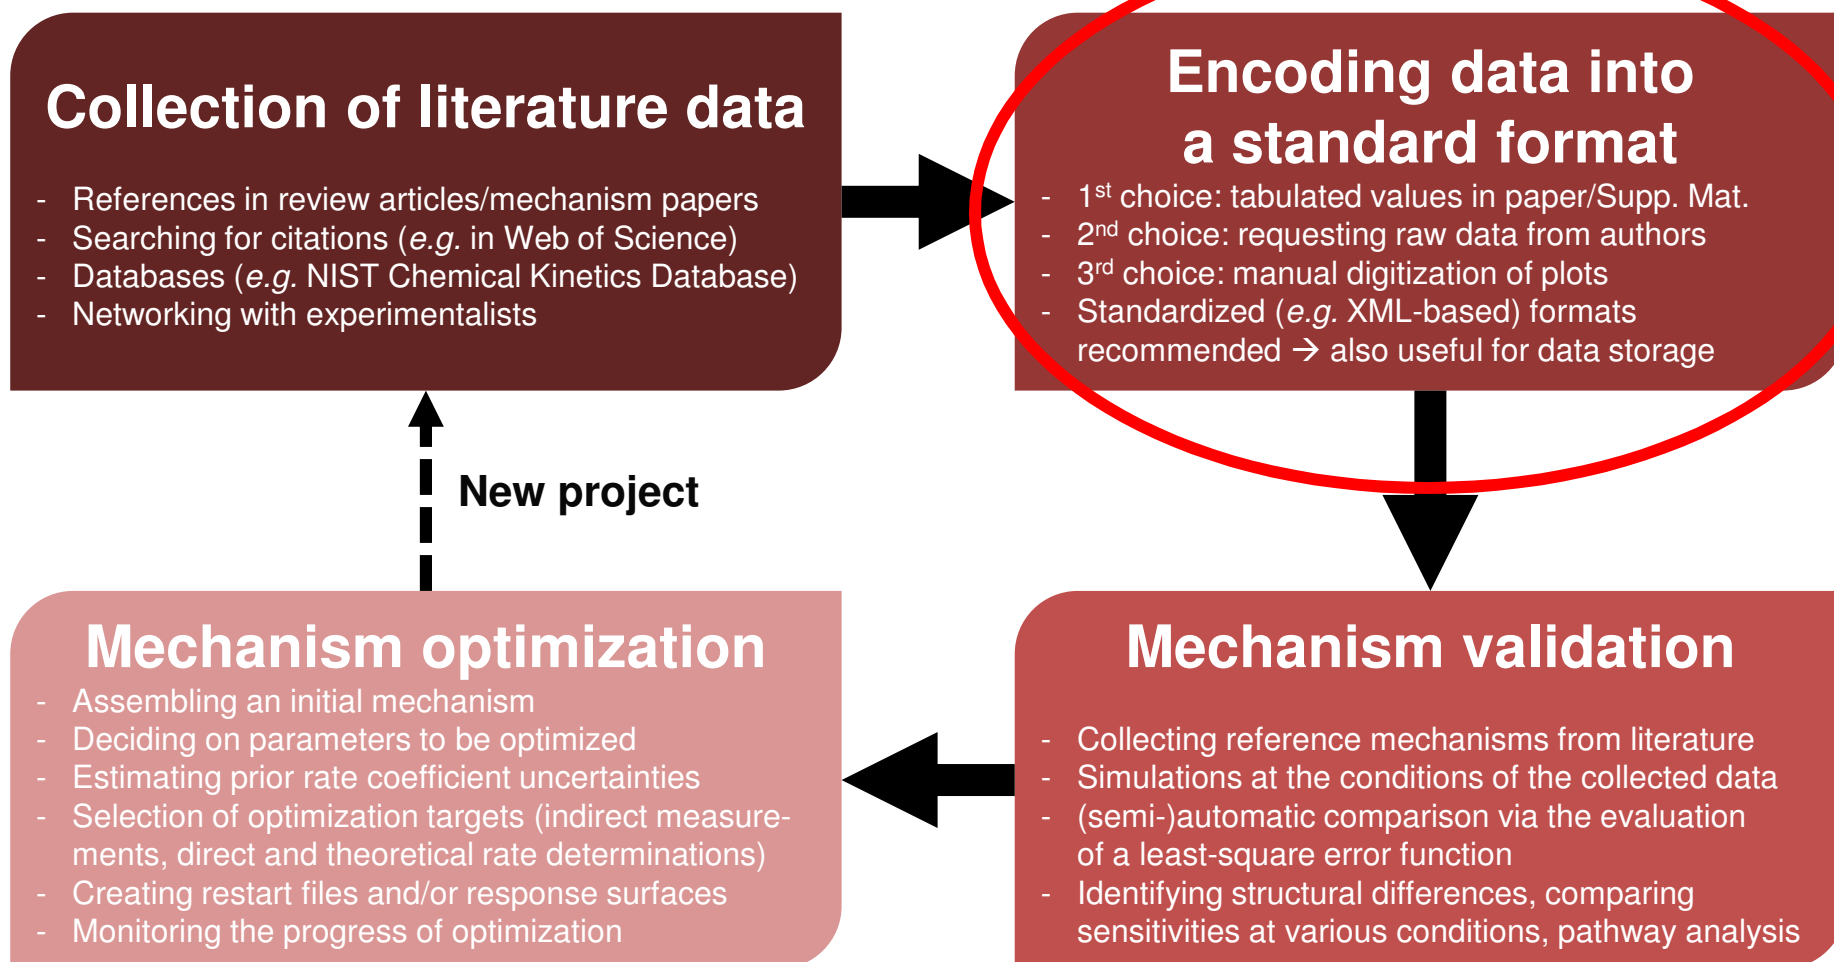 Collection of literature data
- References in review articles/mechanism papers
- Searching for citations (e.g. in Web of Science)
- Databases (e.g. NIST Chemical Kinetics Database)
- Networking with experimentalists
Encoding data into
a standard format
- 1st choice: tabulated values in paper/Supp. Mat.
- 2nd choice: requesting raw data from authors
- 3rd choice: manual digitization of plots
- Standardized (e.g. XML-based) formats
recommended → also useful for data storage
New project
Mechanism optimization
- Assembling an initial mechanism
- Deciding on parameters to be optimized
- Estimating prior rate coefficient uncertainties
- Selection of optimization targets (indirect measure-
ments, direct and theoretical rate determinations)
- Creating restart files and/or response surfaces
- Monitoring the progress of optimization
Mechanism validation
- Collecting reference mechanisms from literature
- Simulations at the conditions of the collected data
- (semi-)automatic comparison via the evaluation
of a least-square error function
- Identifying structural differences, comparing
sensitivities at various conditions, pathway analysis